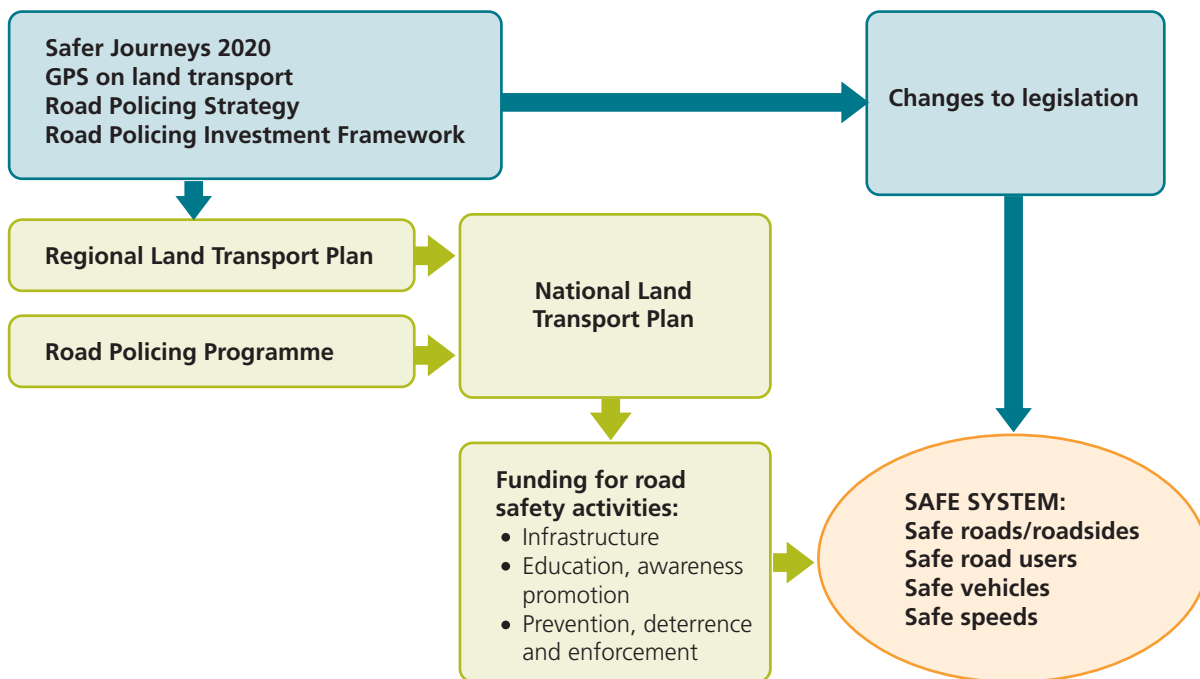 Safer Journeys 2020
GPS on land transport
Road Policing Strategy
Road Policing Investment Framework
Changes to legislation
Regional Land Transport Plan
National Land
Transport Plan
Road Policing Programme
Funding for road
safety activities:
• Infrastructure
• Education, awareness
promotion
• Prevention, deterrence
and enforcement
SAFE SYSTEM:
Safe roads/roadsides
Safe road users
Safe vehicles
Safe speeds